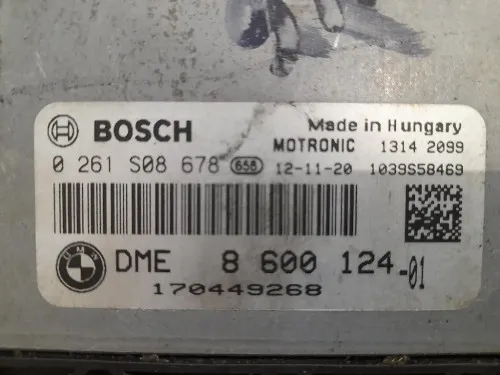 BOSCH Made in Hungary
MOTRONIC 1314 2099
0 261 S08 678 658 12-11-20 1039S58469
BMW DME 8 600 124-01
170449268